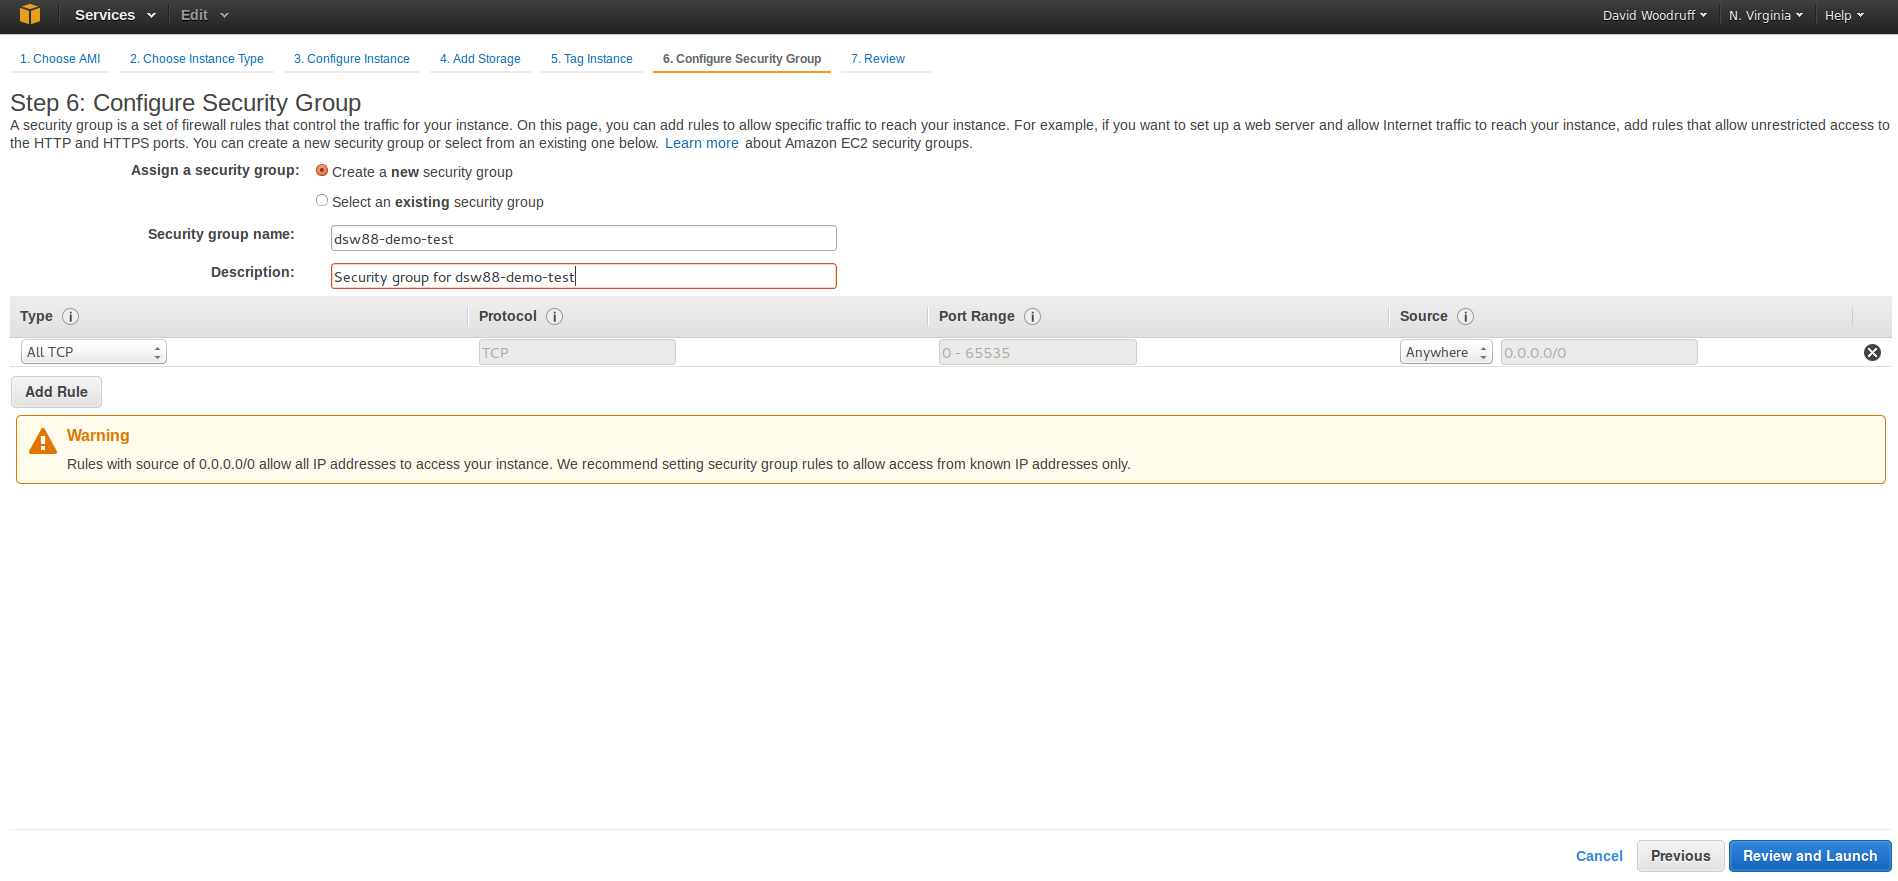 Services Edit David Woodruff N. Virginia Help
1. Choose AMI 2. Choose Instance Type 3. Configure Instance 4. Add Storage 5. Tag Instance 6. Configure Security Group 7. Review
Step 6: Configure Security Group
A security group is a set of firewall rules that control the traffic for your instance. On this page, you can add rules to allow specific traffic to reach your instance. For example, if you want to set up a web server and allow Internet traffic to reach your instance, add rules that allow unrestricted access to
the HTTP and HTTPS ports. You can create a new security group or select from an existing one below. Learn more about Amazon EC2 security groups.
Assign a security group: Create a new security group
Select an existing security group
Security group name: dsw88-demo-test
Description: Security group for dsw88-demo-test
Type i Protocol i Port Range i Source i
All TCP TCP 0 - 65535 Anywhere 0.0.0.0/0
Add Rule
Warning
Rules with source of 0.0.0.0/0 allow all IP addresses to access your instance. We recommend setting security group rules to allow access from known IP addresses only.
Cancel Previous Review and Launch